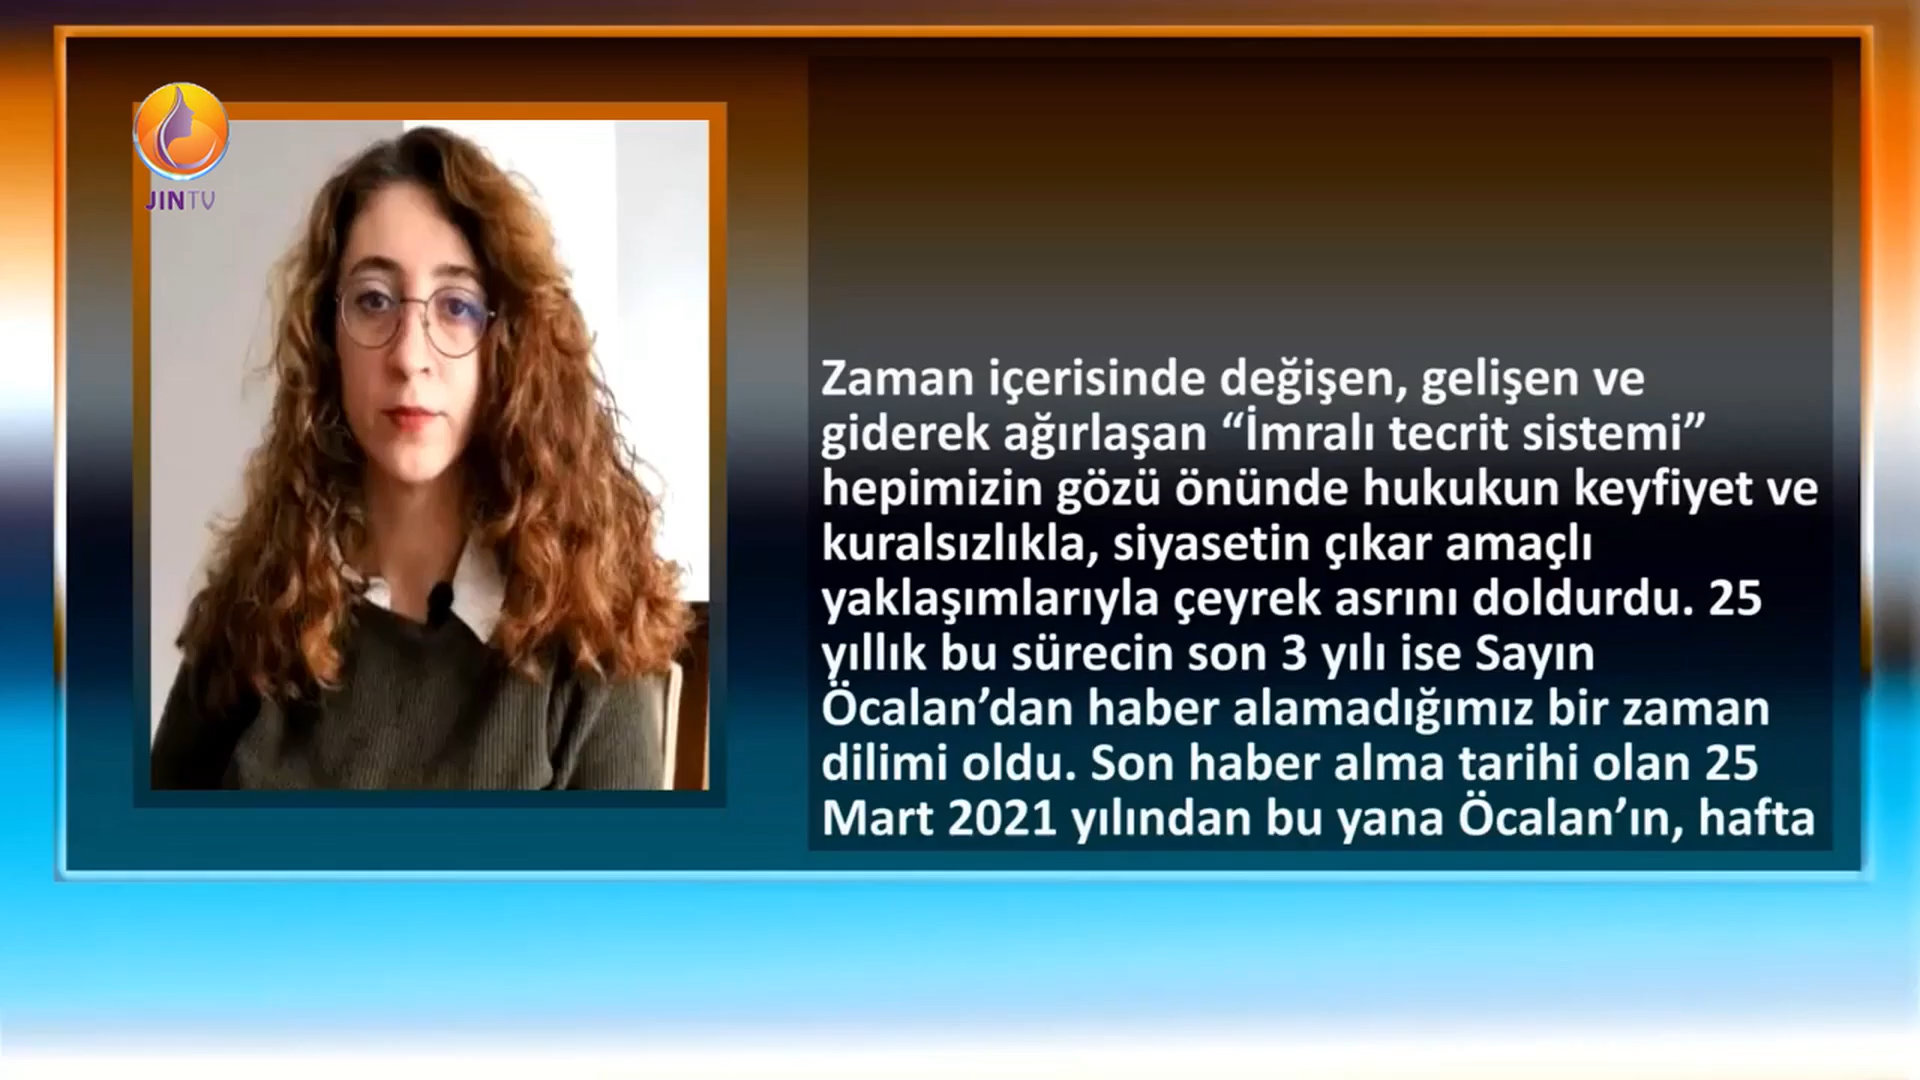 JINTV
Zaman içerisinde değişen, gelişen ve
giderek ağırlaşan “İmralı tecrit sistemi”
hepimizin gözü önünde hukukun keyfiyet ve
kuralsızlıkla, siyasetin çıkar amaçlı
yaklaşımlarıyla çeyrek asrını doldurdu. 25
yıllık bu sürecin son 3 yılı ise Sayın
Öcalan’dan haber alamadığımız bir zaman
dilimi oldu. Son haber alma tarihi olan 25
Mart 2021 yılından bu yana Öcalan’ın, hafta